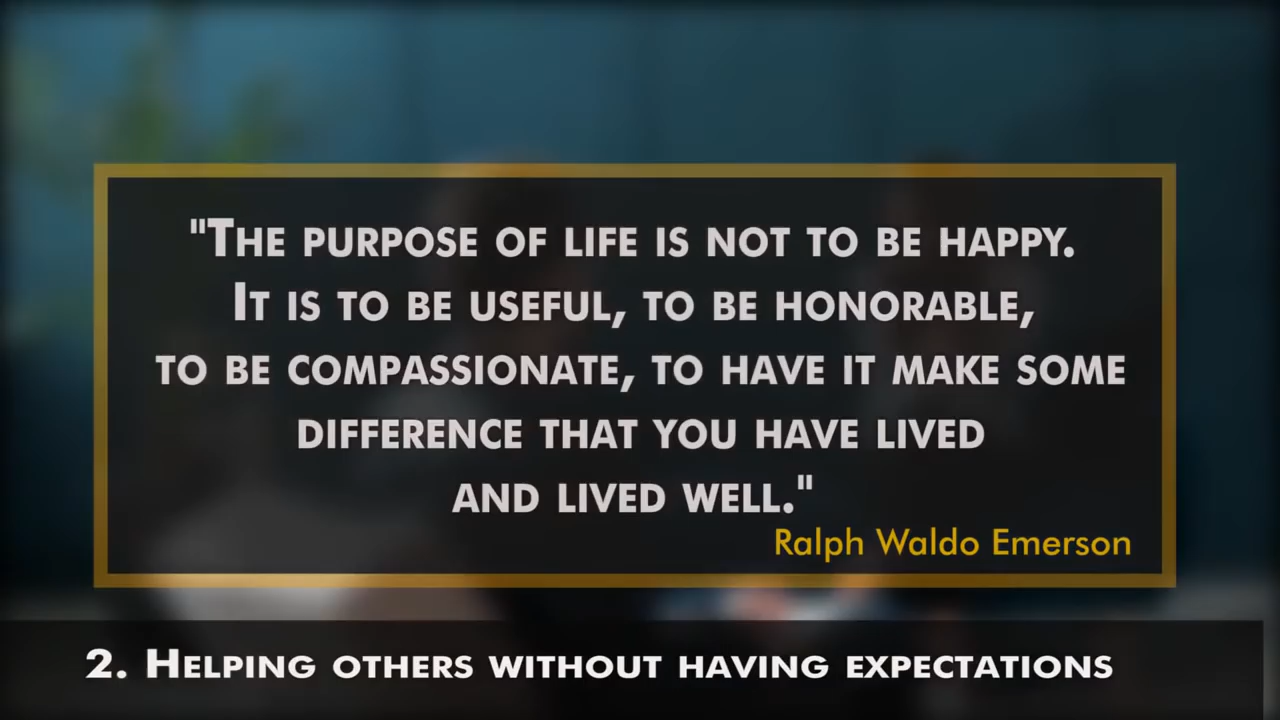 "The purpose of life is not to be happy.
It is to be useful, to be honorable,
to be compassionate, to have it make some
difference that you have lived
and lived well."
Ralph Waldo Emerson
2. Helping others without having expectations